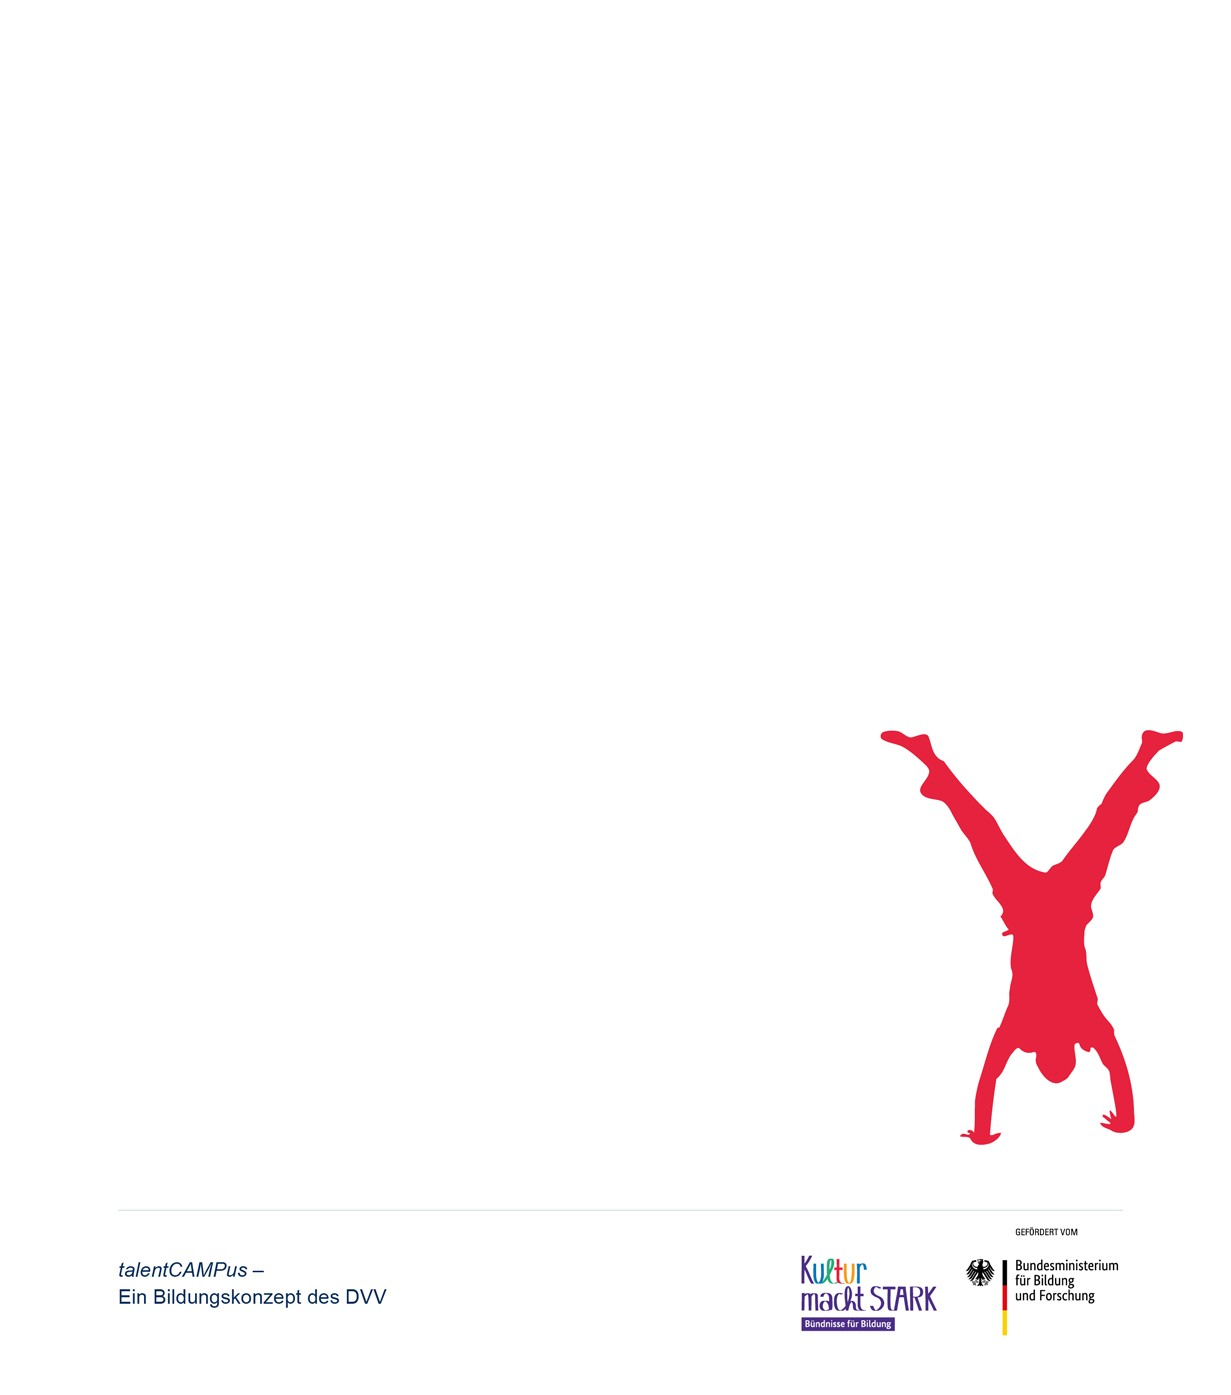 GEFÖRDERT VOM
talentCAMPus –
Ein Bildungskonzept des DVV
Kultur
macht STARK
Bündnisse für Bildung
Bundesministerium
für Bildung
und Forschung